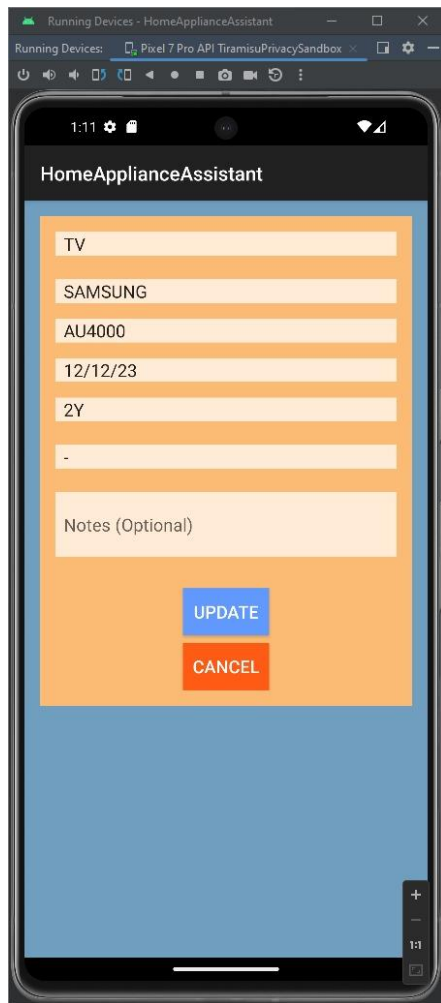 Running Devices - HomeApplianceAssistant
Running Devices: Pixel 7 Pro API TiramisuPrivacySandbox
1:11
HomeApplianceAssistant
TV
SAMSUNG
AU4000
12/12/23
2Y
-
Notes (Optional)
UPDATE
CANCEL
1:1